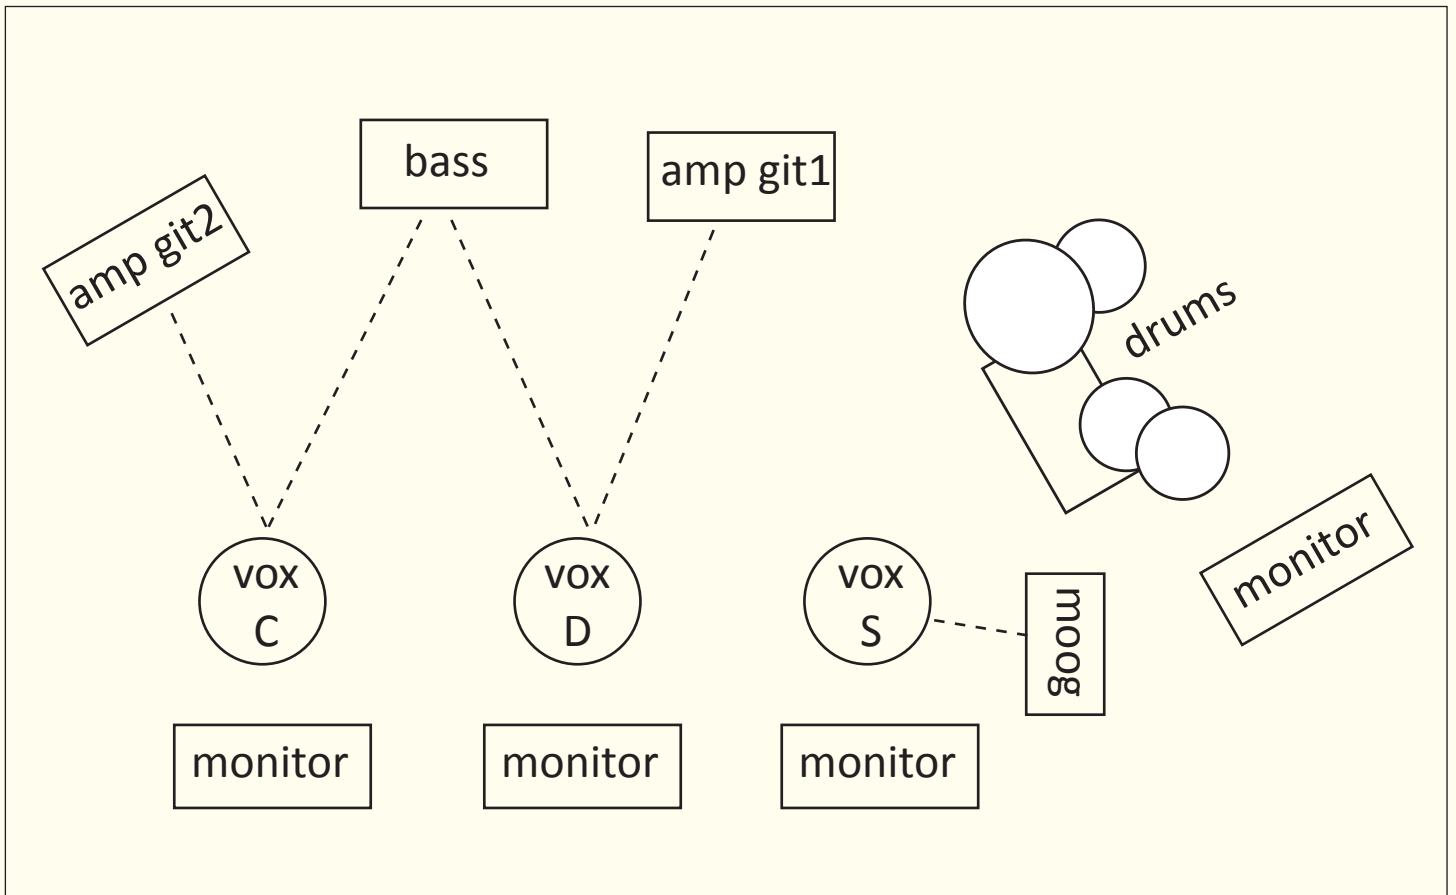 bass
amp git1
amp git2
drums
monitor
vox
C
vox
D
vox
S
moog
monitor
monitor
monitor